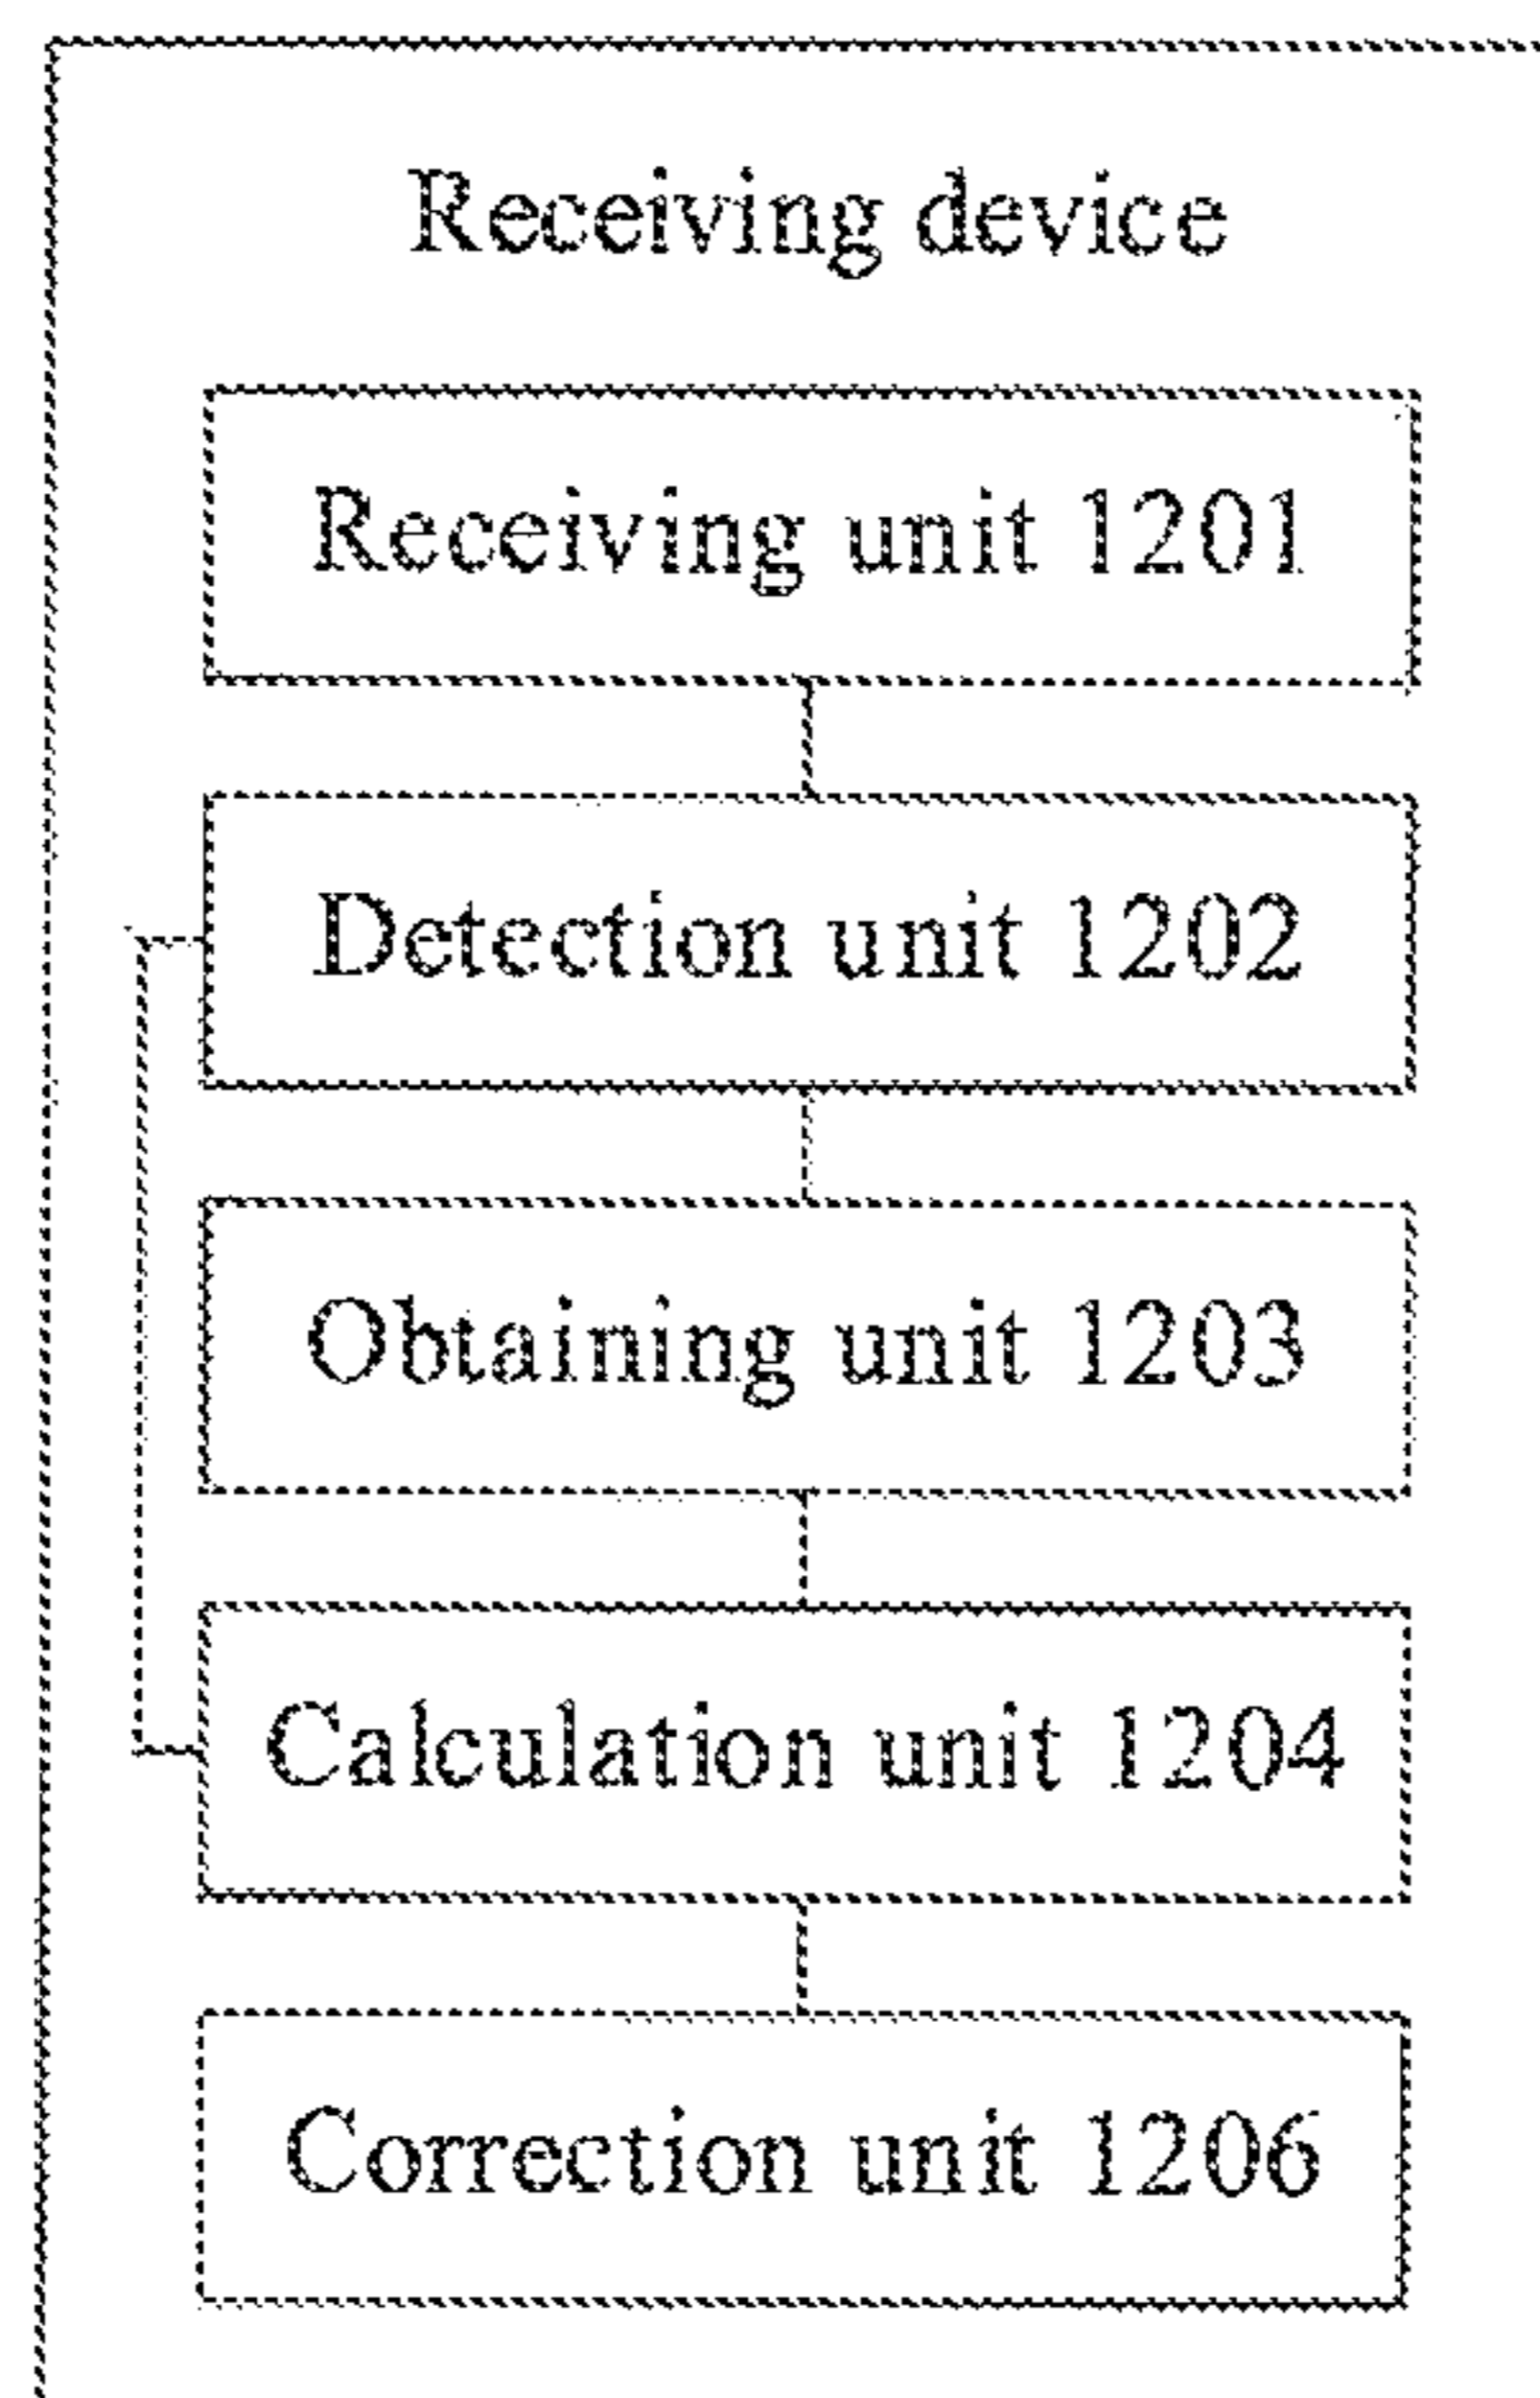 Receiving device
Receiving unit 1201
Detection unit 1202
Obtaining unit 1203
Calculation unit 1204
Correction unit 1206